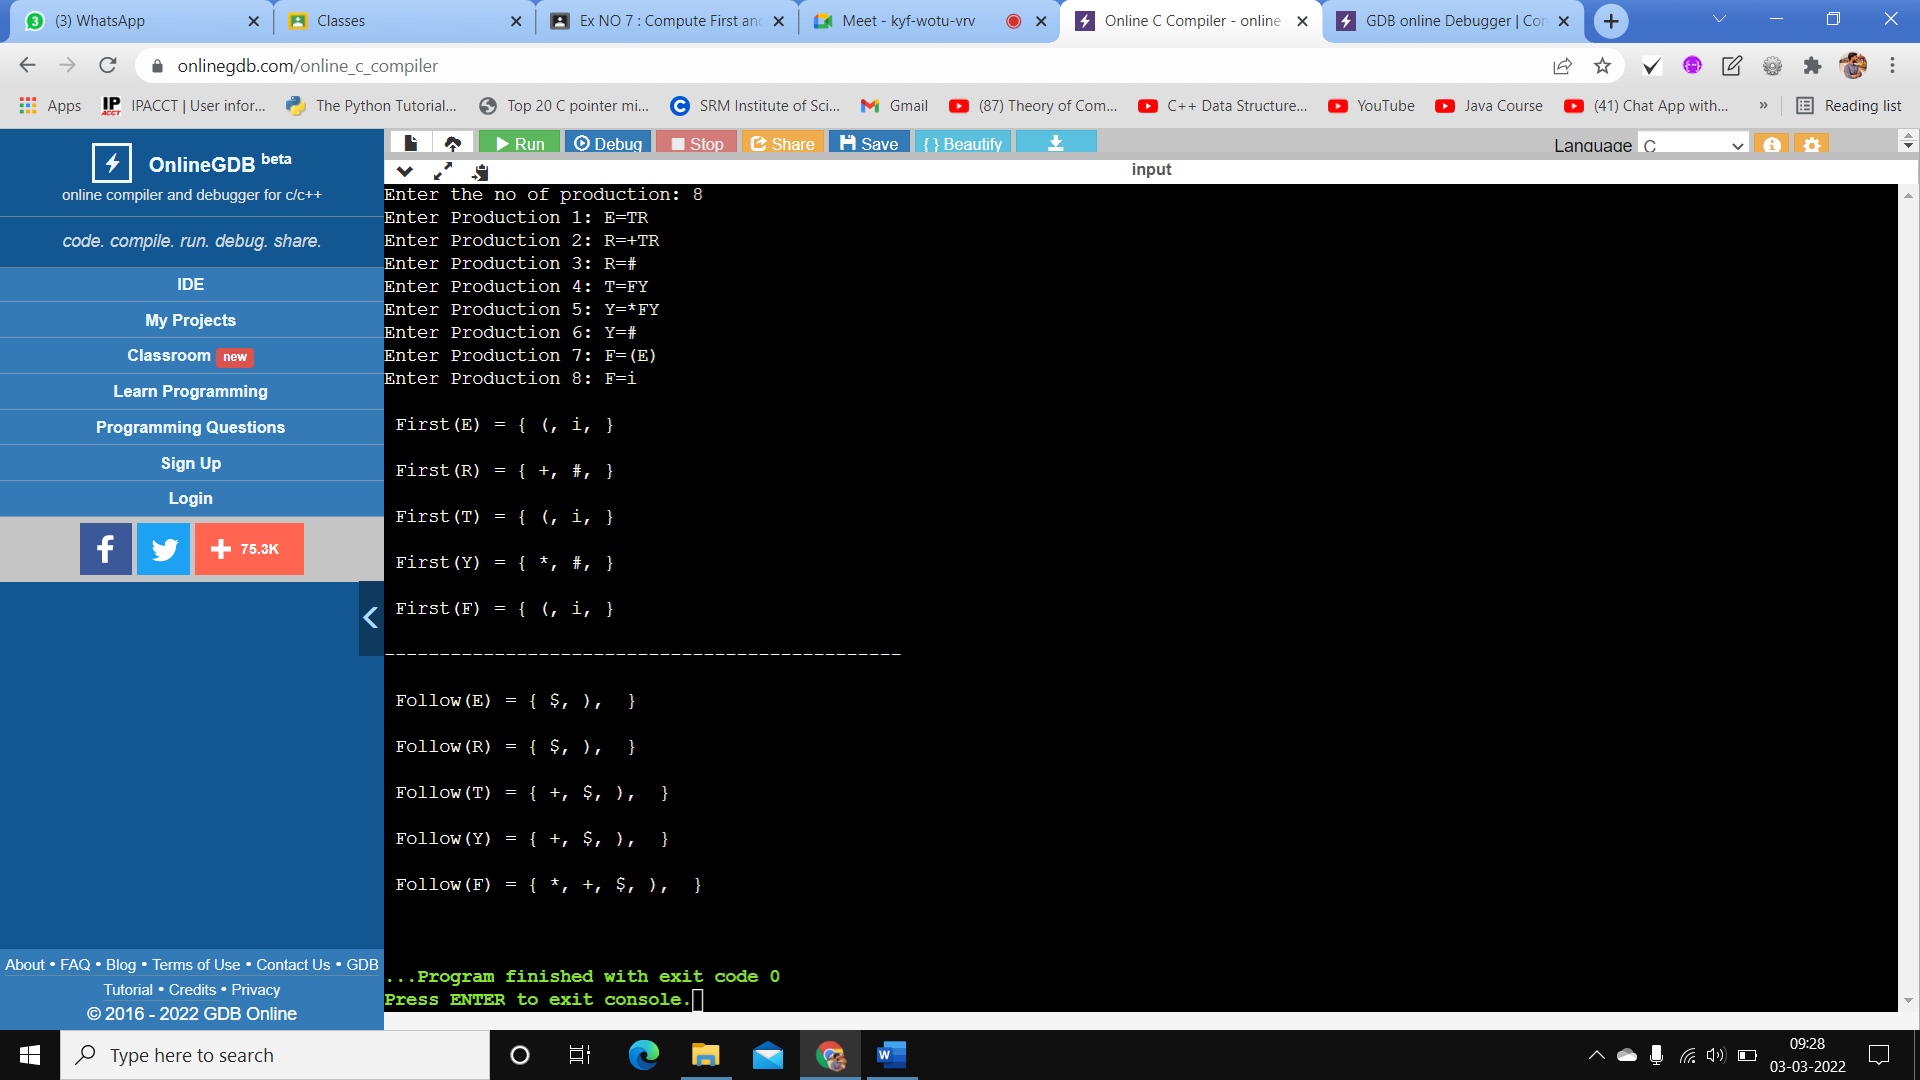 (3) WhatsApp
Classes
Ex NO 7 : Compute First an
Meet - kyf-wotu-vrv
Online C Compiler - online
GDB online Debugger | Con
onlinegdb.com/online_c_compiler
Apps
IPACCT | User infor...
The Python Tutorial...
Top 20 C pointer mi...
SRM Institute of Sci...
Gmail
(87) Theory of Com...
C++ Data Structure...
YouTube
Java Course
(41) Chat App with...
»
Reading list
OnlineGDB beta
online compiler and debugger for c/c++
code. compile. run. debug. share.
IDE
My Projects
Classroom new
Learn Programming
Programming Questions
Sign Up
Login
75.3K
About • FAQ • Blog • Terms of Use • Contact Us • GDB
Tutorial • Credits • Privacy
© 2016 - 2022 GDB Online
Run
Debug
Stop
Share
Save
{ } Beautify
Language C
input
Enter the no of production: 8
Enter Production 1: E=TR
Enter Production 2: R=+TR
Enter Production 3: R=#
Enter Production 4: T=FY
Enter Production 5: Y=*FY
Enter Production 6: Y=#
Enter Production 7: F=(E)
Enter Production 8: F=i
First(E) = { (, i, }
First(R) = { +, #, }
First(T) = { (, i, }
First(Y) = { *, #, }
First(F) = { (, i, }
-----------------------------------------------
Follow(E) = { $, ),  }
Follow(R) = { $, ),  }
Follow(T) = { +, $, ),  }
Follow(Y) = { +, $, ),  }
Follow(F) = { *, +, $, ),  }
...Program finished with exit code 0
Press ENTER to exit console.
Type here to search
09:28
03-03-2022